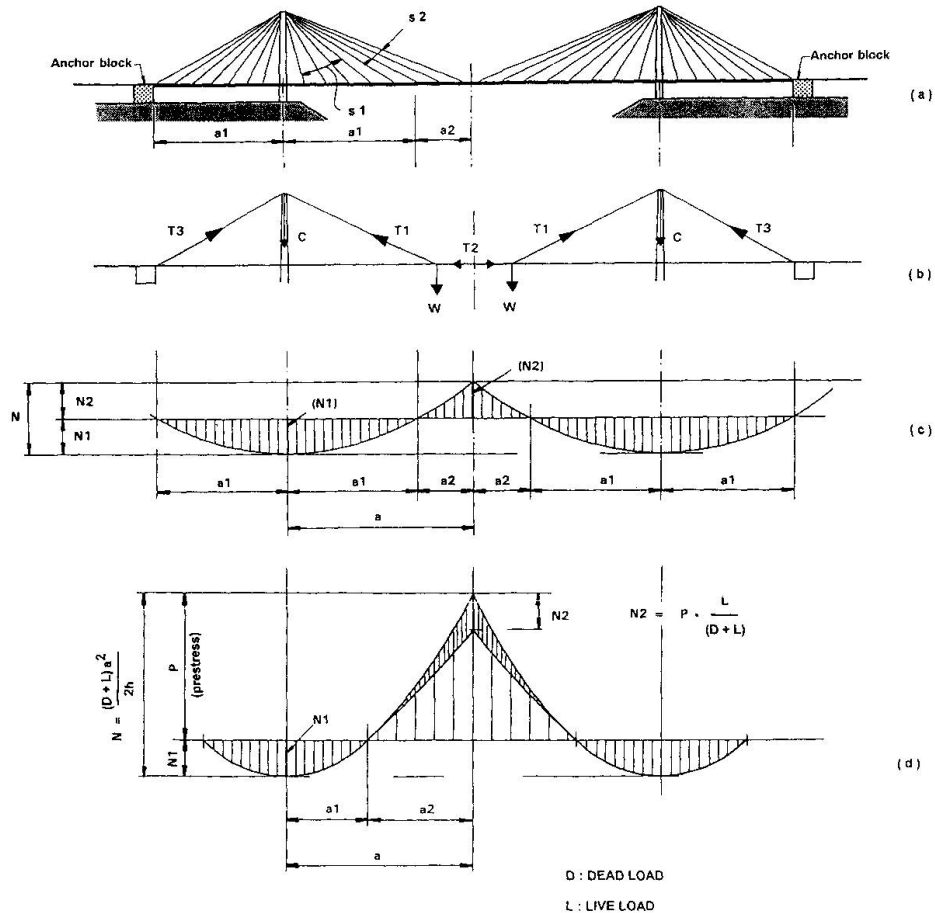 s 2
Anchor block
Anchor block
s 1
( a )
a1
a1
a2
T3
C
T1
T2
T1
C
T3
W
W
( b )
N
N2
N1
(N1)
(N2)
( c )
a1
a1
a2
a2
a1
a1
a
N = (D + L) a²
2h
P
(prestress)
N1
N1
N2
N2 = P · L
(D + L)
( d )
a1
a2
a
D : DEAD LOAD
L : LIVE LOAD